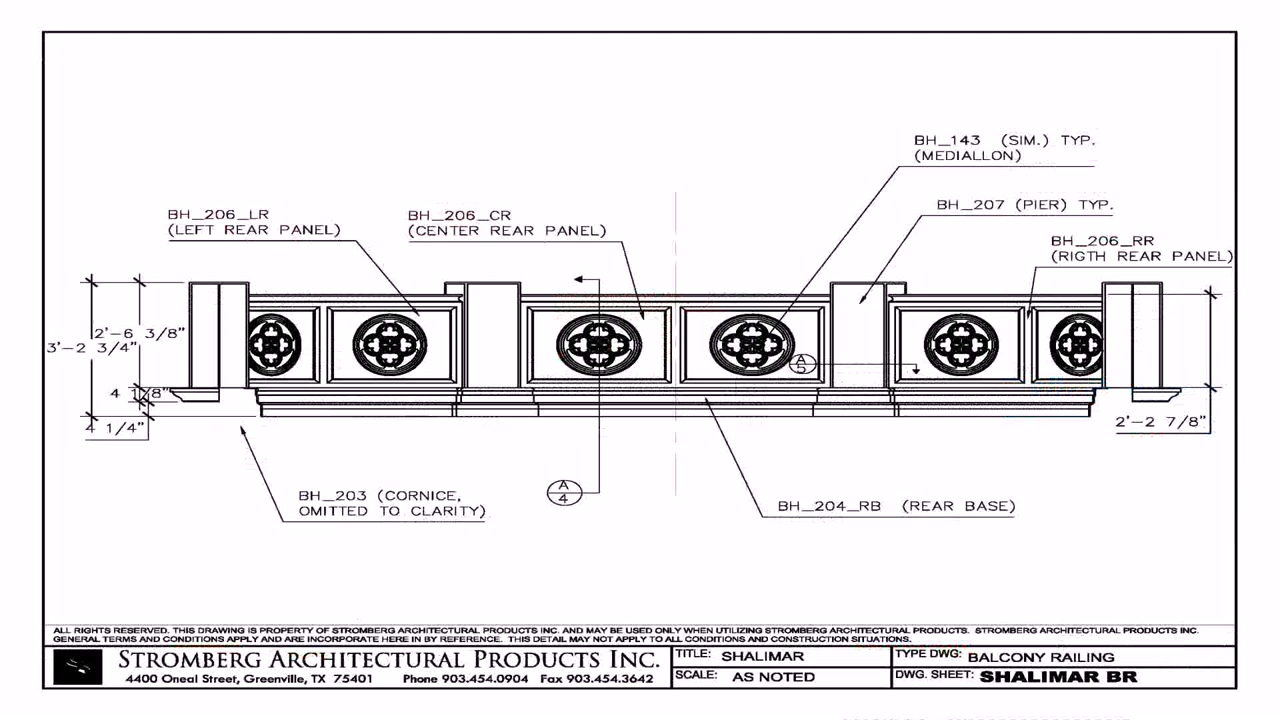 BH_143 (SIM.) TYP.
(MEDIALLON)
BH_207 (PIER) TYP.
BH_206_LR
(LEFT REAR PANEL)
BH_206_CR
(CENTER REAR PANEL)
BH_206_RR
(RIGTH REAR PANEL)
2'-6 3/8"
3'-2 3/4"
A
5
4 1/8"
4 1/4"
2'-2 7/8"
A
4
BH_203 (CORNICE,
OMITTED TO CLARITY)
BH_204_RB (REAR BASE)
ALL RIGHTS RESERVED. THIS DRAWING IS PROPERTY OF STROMBERG ARCHITECTURAL PRODUCTS INC. AND MAY BE USED ONLY WHEN UTILIZING STROMBERG ARCHITECTURAL PRODUCTS. STROMBERG ARCHITECTURAL PRODUCTS INC.
GENERAL TERMS AND CONDITIONS APPLY AND ARE INCORPORATE HERE IN BY REFERENCE. THIS DETAIL MAY NOT APPLY TO ALL CONDITIONS AND CONSTRUCTION SITUATIONS.
STROMBERG ARCHITECTURAL PRODUCTS INC.
4400 Oneal Street, Greenville, TX 75401 Phone 903.454.0904 Fax 903.454.3642
TITLE: SHALIMAR
SCALE: AS NOTED
TYPE DWG: BALCONY RAILING
DWG. SHEET: SHALIMAR BR